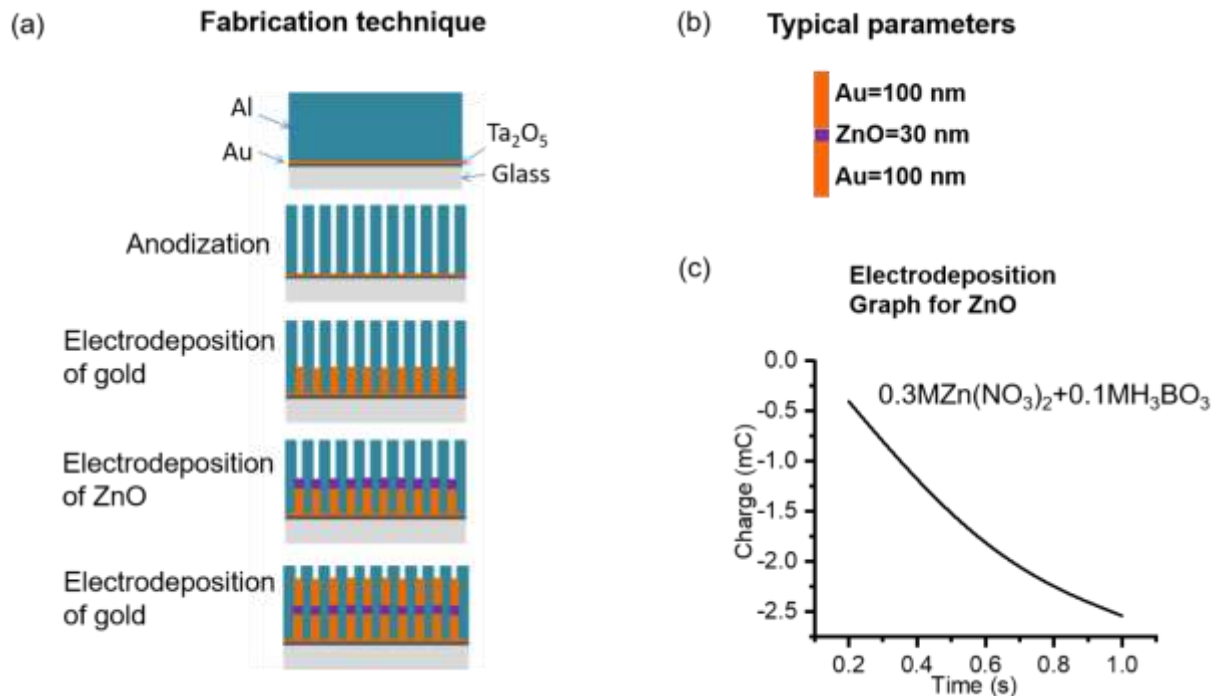 (a)
Fabrication technique
Al
Au
Ta₂O₅
Glass
Anodization
Electrodeposition
of gold
Electrodeposition
of ZnO
Electrodeposition
of gold
(b)
Typical parameters
Au=100 nm
ZnO=30 nm
Au=100 nm
(c)
Electrodeposition
Graph for ZnO
0.3MZn(NO₃)₂+0.1MH₃BO₃
Charge (mC)
0.0
-0.5
-1.0
-1.5
-2.0
-2.5
0.2 0.4 0.6 0.8 1.0
Time (s)